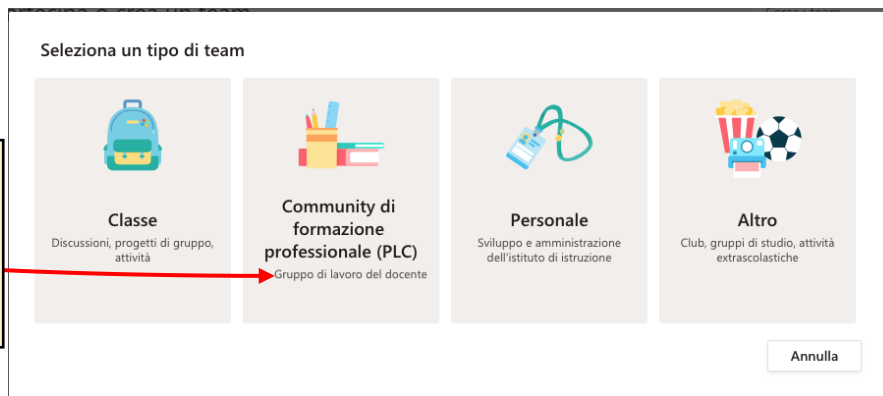 Seleziona un tipo di team
Classe
Discussioni, progetti di gruppo,
attività
Community di
formazione
professionale (PLC)
Gruppo di lavoro del docente
Personale
Sviluppo e amministrazione
dell'istituto di istruzione
Altro
Club, gruppi di studio, attività
extrascolastiche
Annulla